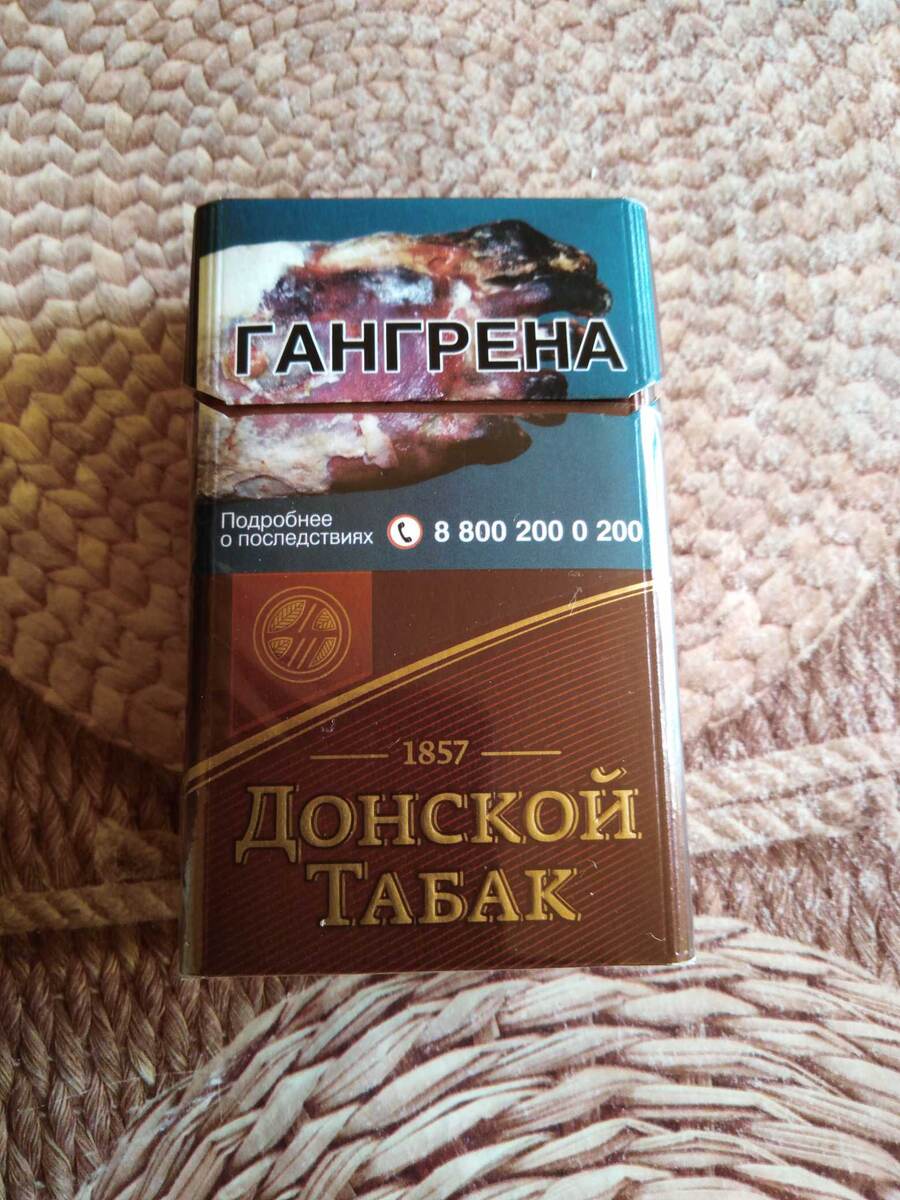 ГАНГРЕНА
Подробнее
о последствиях
8 800 200 0 200
1857
ДОНСКОЙ
ТАБАК